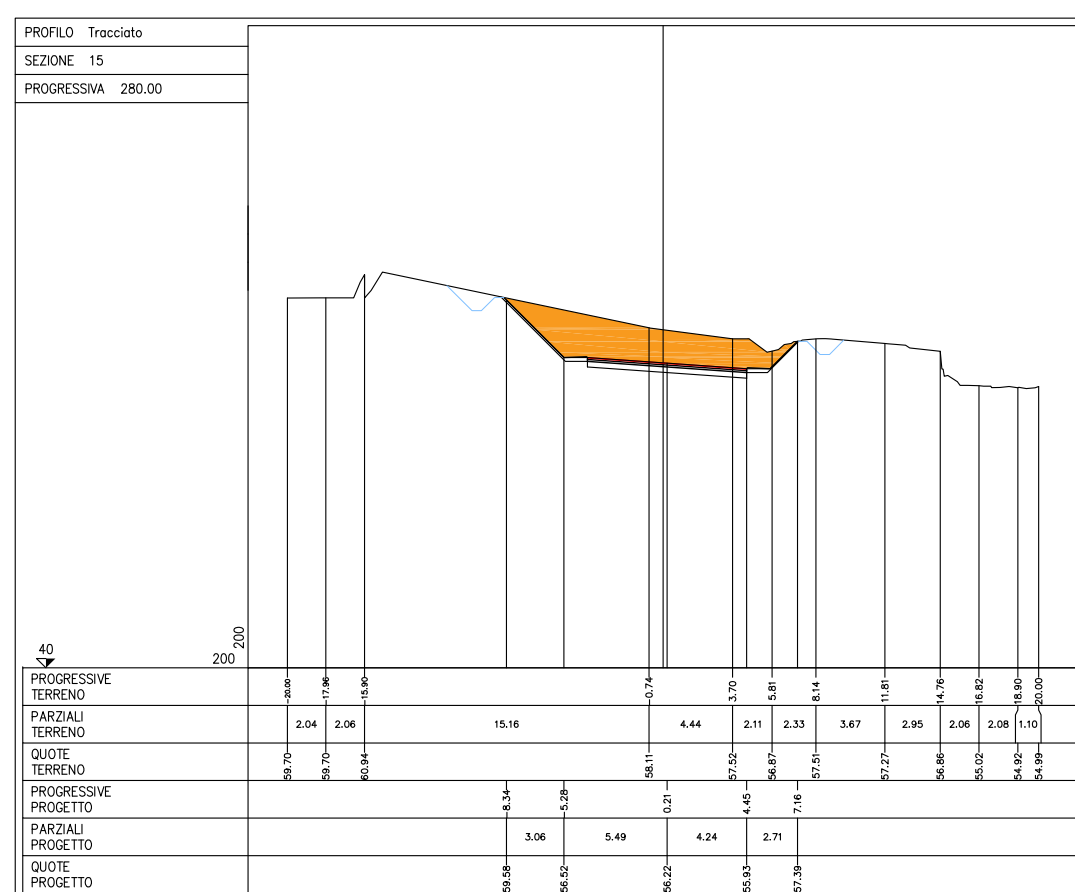 PROFILO Tracciato
SEZIONE 15
PROGRESSIVA 280.00
40
200
200
PROGRESSIVE
TERRENO
-20.00 -17.96 -15.90 -0.74 3.70 5.81 8.14 11.81 14.76 16.82 18.90 20.00
PARZIALI
TERRENO
2.04 2.06 15.16 4.44 2.11 2.33 3.67 2.95 2.06 2.08 1.10
QUOTE
TERRENO
59.70 59.70 60.94 58.11 57.52 56.87 57.51 57.27 56.86 55.02 54.92 54.99
PROGRESSIVE
PROGETTO
-8.34 -5.28 0.21 4.45 7.16
PARZIALI
PROGETTO
3.06 5.49 4.24 2.71
QUOTE
PROGETTO
59.58 56.52 56.22 55.93 57.39